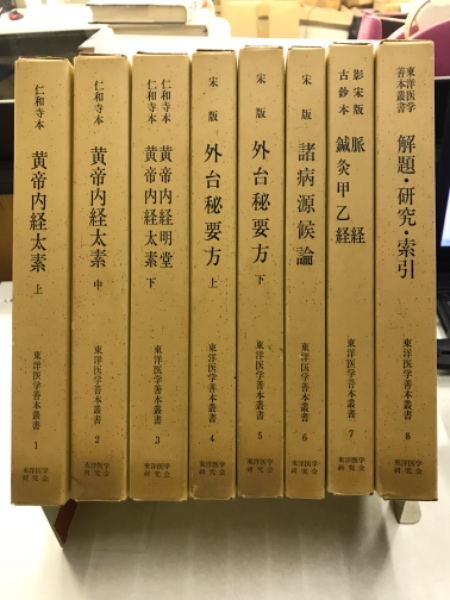 仁和寺本
黄帝内経太素 上
東洋医学善本叢書 1
東洋医学
研究会
仁和寺本
黄帝内経太素 中
東洋医学善本叢書 2
東洋医学
研究会
仁和寺本
黄帝内経明堂
仁和寺本
黄帝内経太素 下
東洋医学善本叢書 3
東洋医学
研究会
宋版
外台秘要方 上
東洋医学善本叢書 4
東洋医学
研究会
宋版
外台秘要方 下
東洋医学善本叢書 5
東洋医学
研究会
宋版
諸病源候論
東洋医学善本叢書 6
東洋医学
研究会
影宋版
脈経
古鈔本
鍼灸甲乙経
東洋医学善本叢書 7
東洋医学
研究会
東洋医学
善本叢書
解題・研究・索引
東洋医学善本叢書 8
東洋医学
研究会